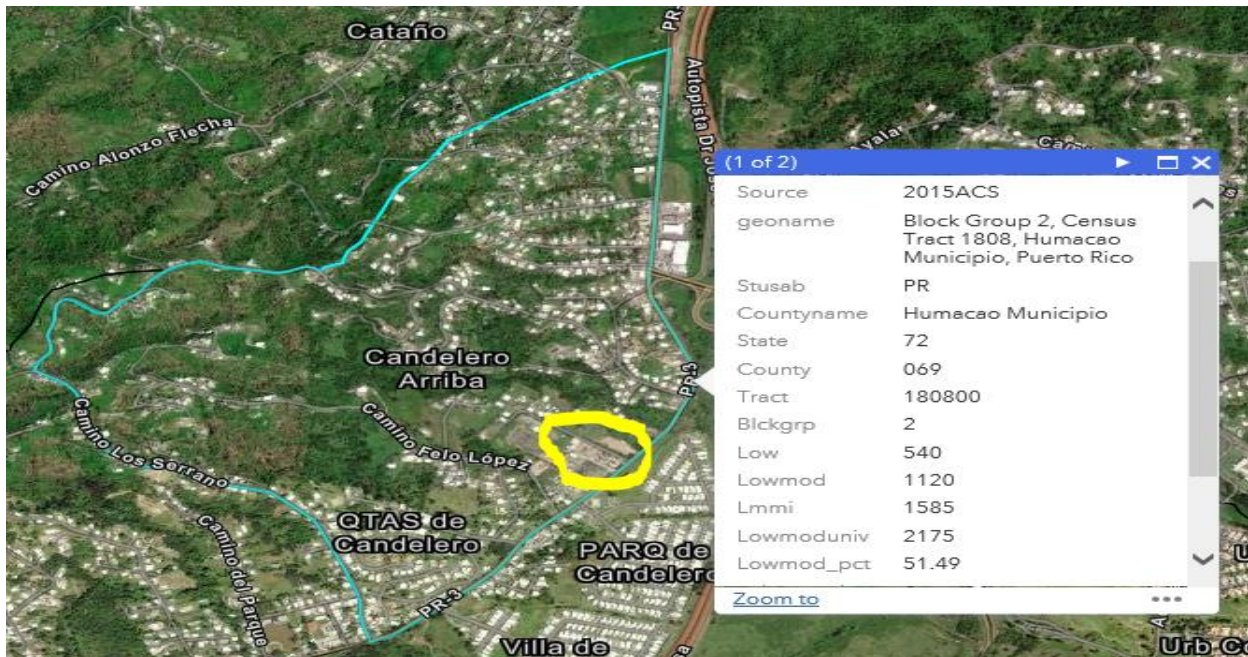 Cataño
PR-
Autopista Dr José
Camino Alonzo Flecha
Ayalar
(1 of 2)
Source 2015ACS
geoname Block Group 2, Census
Tract 1808, Humacao
Municipio, Puerto Rico
Stusab PR
Countyname Humacao Municipio
State 72
County 069
Tract 180800
Blckgrp 2
Low 540
Lowmod 1120
Lmmi 1585
Lowmoduniv 2175
Lowmod_pct 51.49
Zoom to
Candelero
Arriba
PR-3
Camino Felo López
Camino Los Serrano
QTAS de
Candelero
Camino del Parque
PARQ de
Candelero
PR-3
Villa de
Urb Co